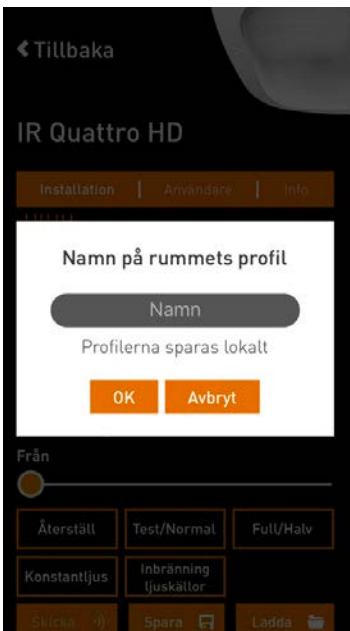 Tillbaka
IR Quattro HD
Installation | Användare | Info
Namn på rummets profil
Namn
Profilerna sparas lokalt
OK Avbryt
Från
Återställ Test/Normal Full/Halv
Konstantljus Inbränning
ljuskällor
Skicka Spara Ladda